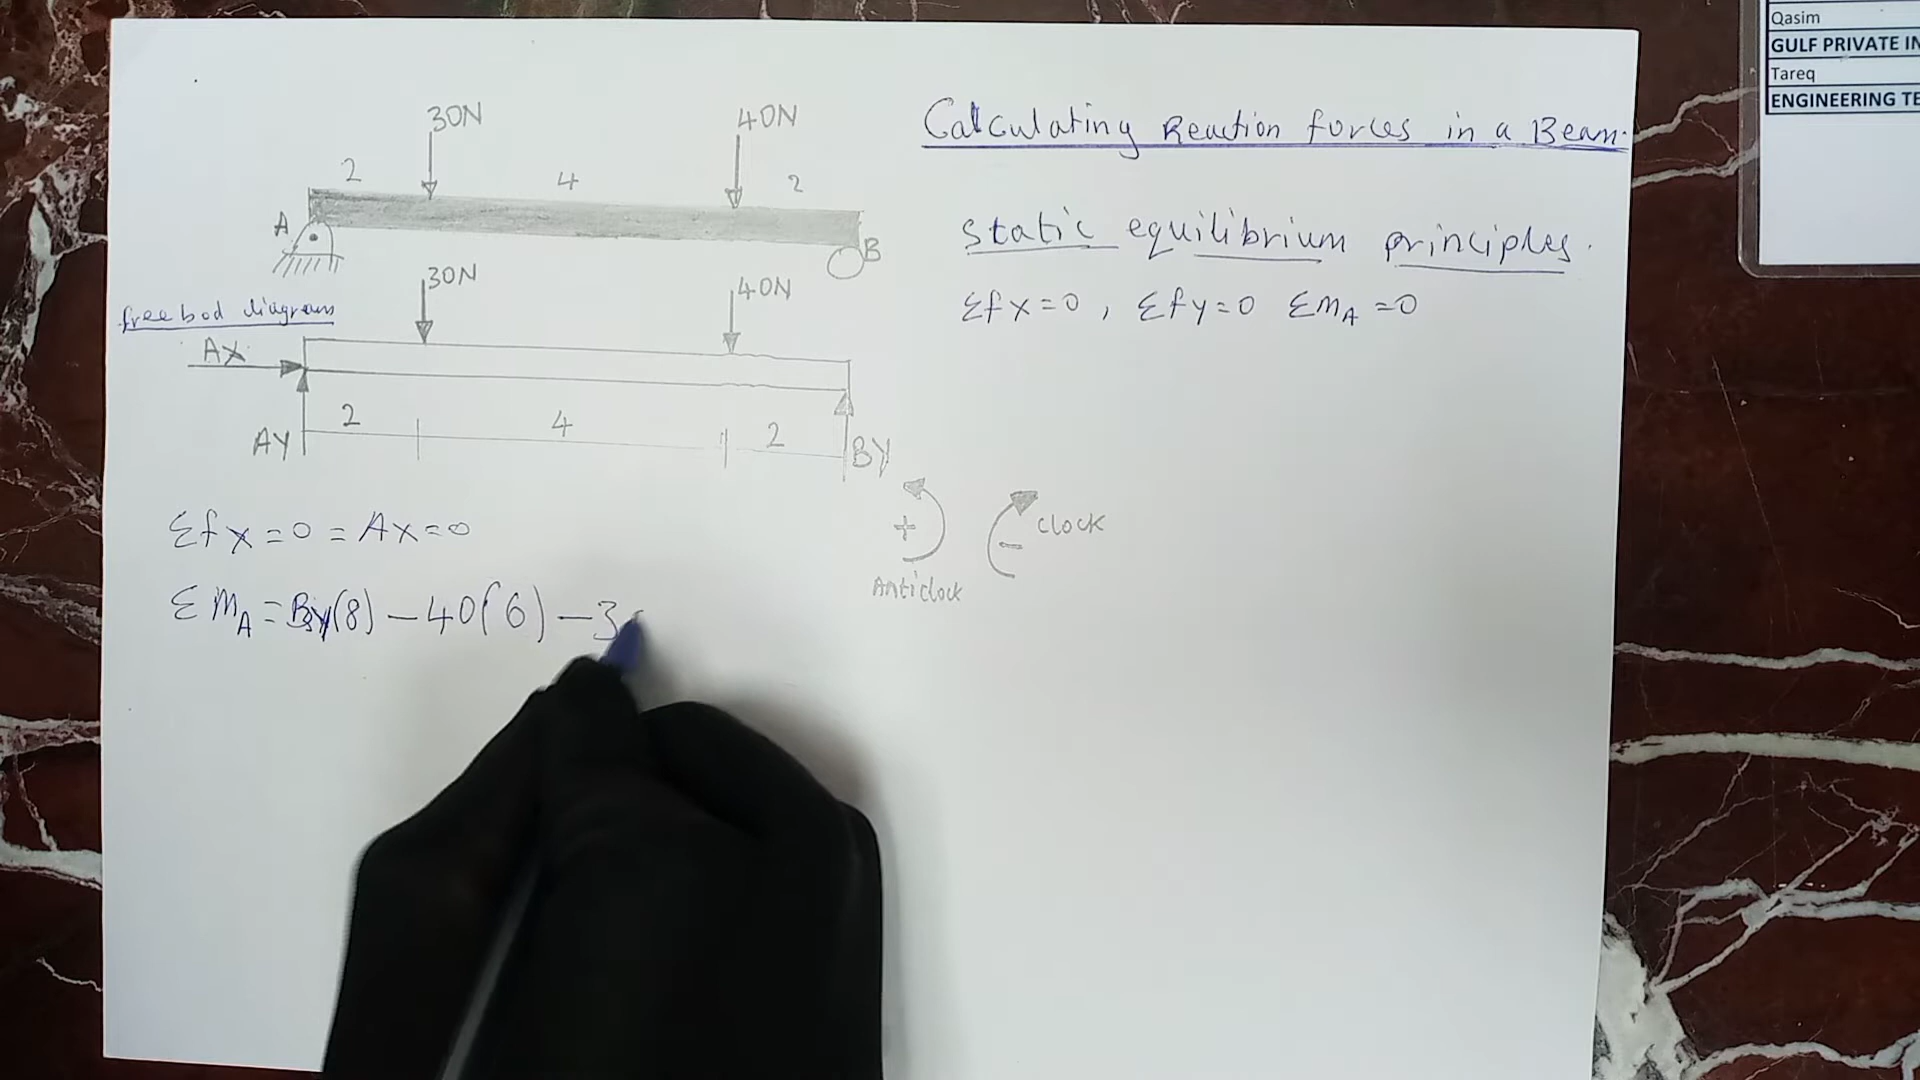 Qasim
GULF PRIVATE IN
Tareq
ENGINEERING TE
Calculating Reaction forces in a Beam.
static equilibrium principles.
Σfx=0, Σfy=0 ΣmA=0
30N 40N
2 4 2
A B
free bod diagram
30N 40N
AX
2 4 2
AY BY
+ - Clock
Anticlock
Σfx=0=Ax=0
ΣmA=By(8)-40(6)-3